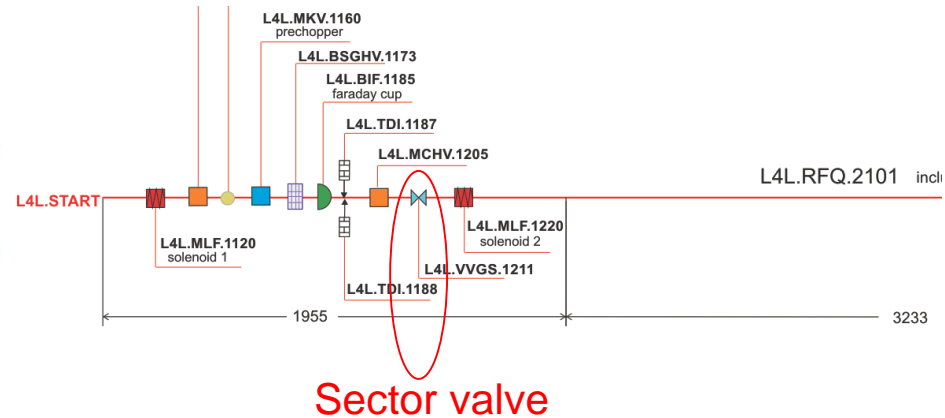 L4L.MKV.1160
prechopper
L4L.BSGHV.1173
L4L.BIF.1185
faraday cup
L4L.TDI.1187
L4L.MCHV.1205
L4L.RFQ.2101 inclu
L4L.START
L4L.MLF.1120
solenoid 1
L4L.MLF.1220
solenoid 2
L4L.VVGS.1211
L4L.TDI.1188
1955
3233
Sector valve